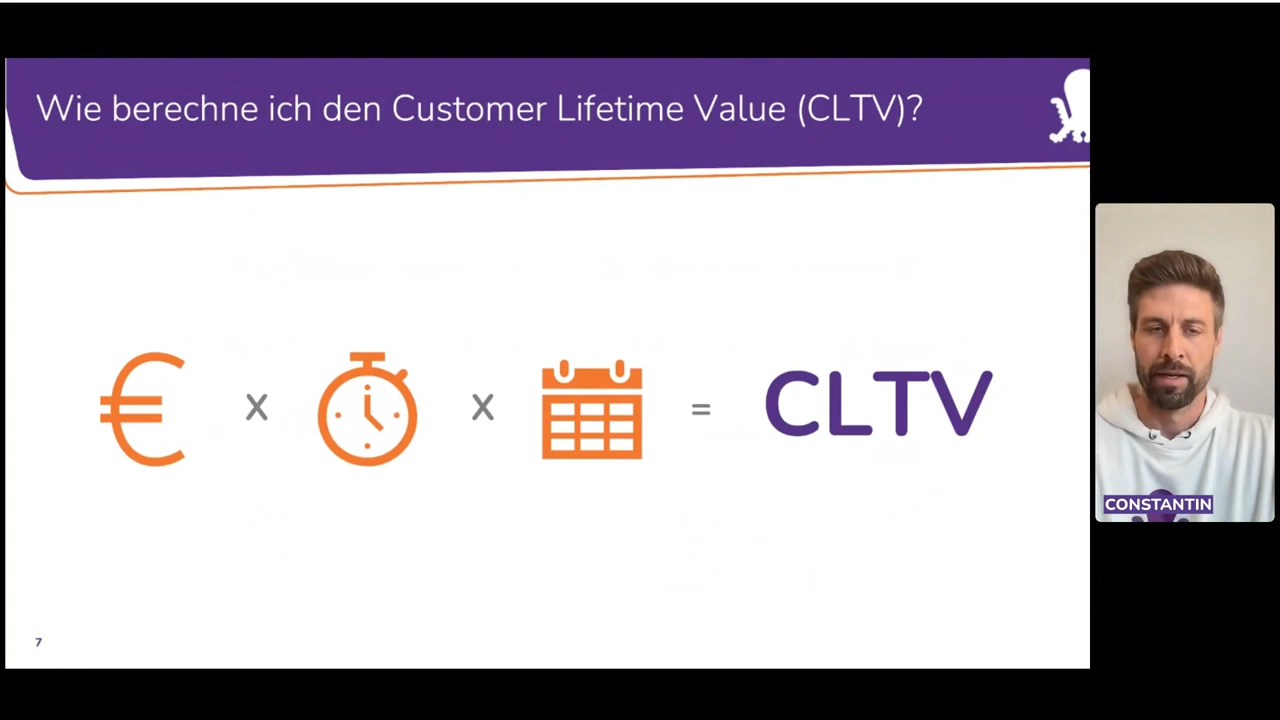 Wie berechne ich den Customer Lifetime Value (CLTV)?
€ x x = CLTV
CONSTANTIN
7